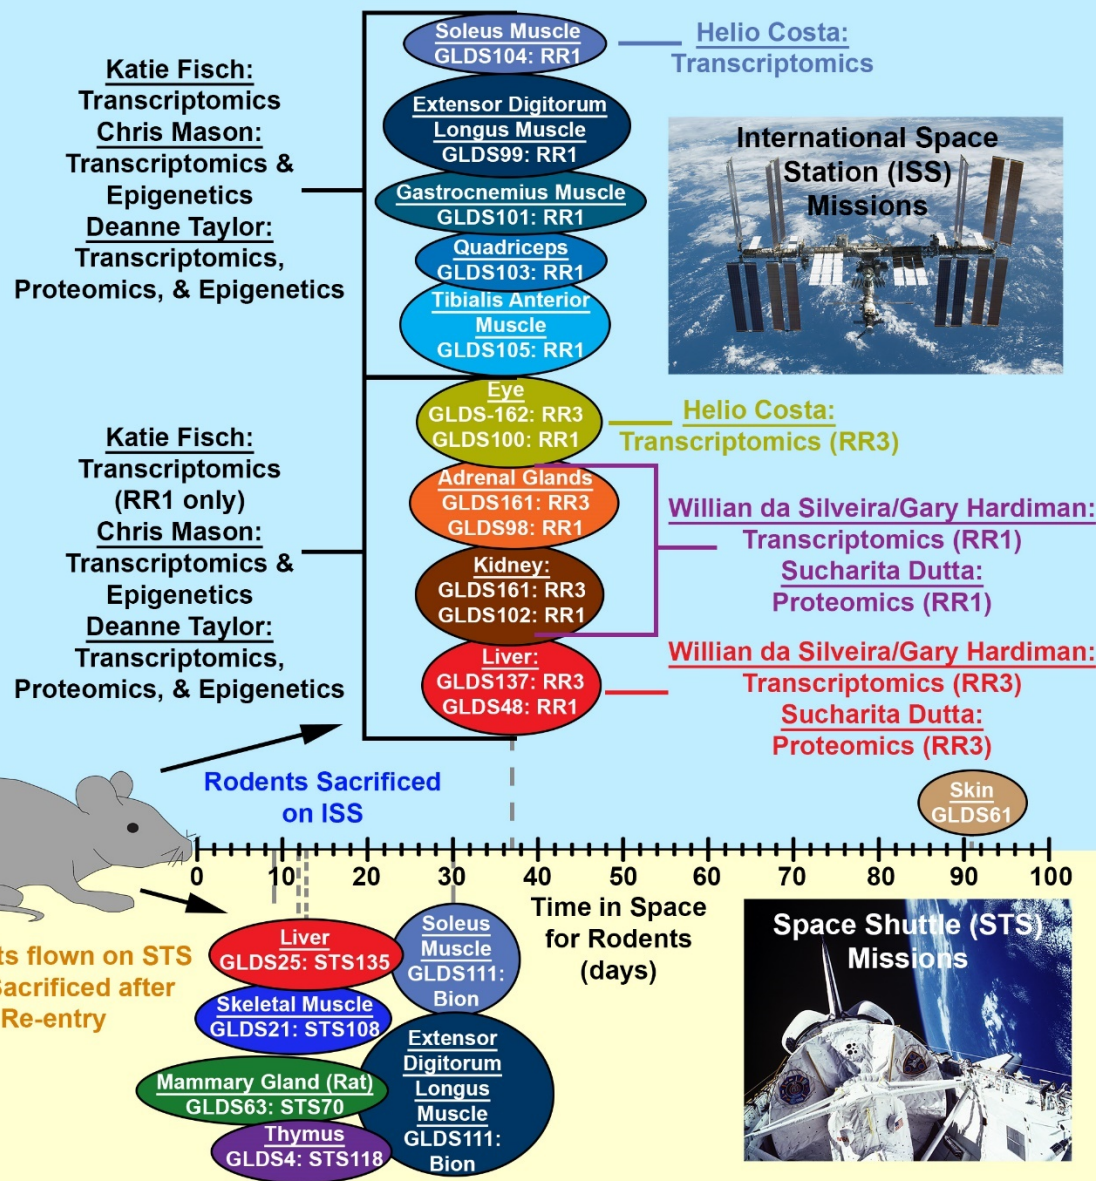 Katie Fisch:
Transcriptomics
Chris Mason:
Transcriptomics &
Epigenetics
Deanne Taylor:
Transcriptomics,
Proteomics, & Epigenetics
Soleus Muscle
GLDS104: RR1
Extensor Digitorum
Longus Muscle
GLDS99: RR1
Gastrocnemius Muscle
GLDS101: RR1
Quadriceps
GLDS103: RR1
Tibialis Anterior
Muscle
GLDS105: RR1
Helio Costa:
Transcriptomics
International Space
Station (ISS)
Missions
Katie Fisch:
Transcriptomics
(RR1 only)
Chris Mason:
Transcriptomics &
Epigenetics
Deanne Taylor:
Transcriptomics,
Proteomics, & Epigenetics
Eye
GLDS-162: RR3
GLDS100: RR1
Adrenal Glands
GLDS161: RR3
GLDS98: RR1
Kidney:
GLDS161: RR3
GLDS102: RR1
Liver:
GLDS137: RR3
GLDS48: RR1
Helio Costa:
Transcriptomics (RR3)
Willian da Silveira/Gary Hardiman:
Transcriptomics (RR1)
Sucharita Dutta:
Proteomics (RR1)
Willian da Silveira/Gary Hardiman:
Transcriptomics (RR3)
Sucharita Dutta:
Proteomics (RR3)
Rodents Sacrificed
on ISS
Skin
GLDS61
0 10 20 30 40 50 60 70 80 90 100
Time in Space
for Rodents
(days)
ts flown on STS
Sacrificed after
Re-entry
Liver
GLDS25: STS135
Skeletal Muscle
GLDS21: STS108
Mammary Gland (Rat)
GLDS63: STS70
Thymus
GLDS4: STS118
Soleus
Muscle
GLDS111:
Bion
Extensor
Digitorum
Longus
Muscle
GLDS111:
Bion
Space Shuttle (STS)
Missions